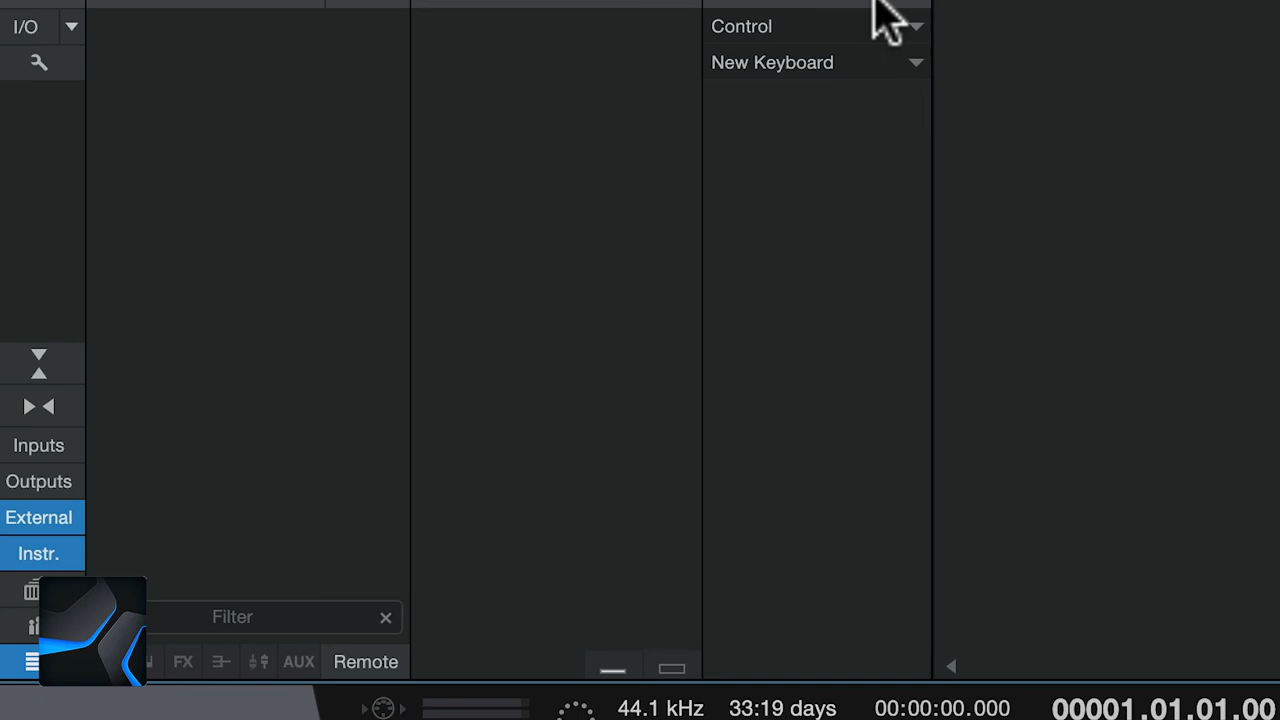 I/O
Control
New Keyboard
Inputs
Outputs
External
Instr.
Filter
FX
AUX
Remote
44.1 kHz
33:19 days
00:00:00.000
00001.01.01.00